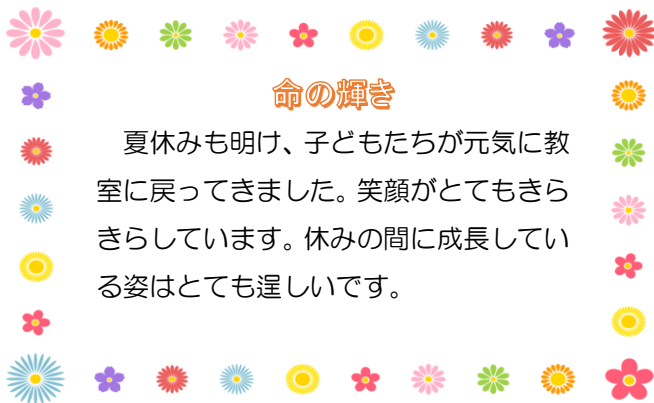 命の輝き
　夏休みも明け、子どもたちが元気に教
室に戻ってきました。笑顔がとてもきら
きらしています。休みの間に成長してい
る姿はとても逞しいです。